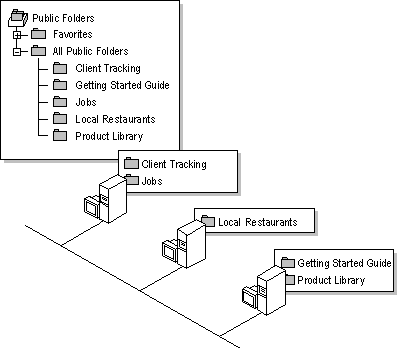 Public Folders
Favorites
All Public Folders
Client Tracking
Getting Started Guide
Jobs
Local Restaurants
Product Library
Client Tracking
Jobs
Local Restaurants
Getting Started Guide
Product Library